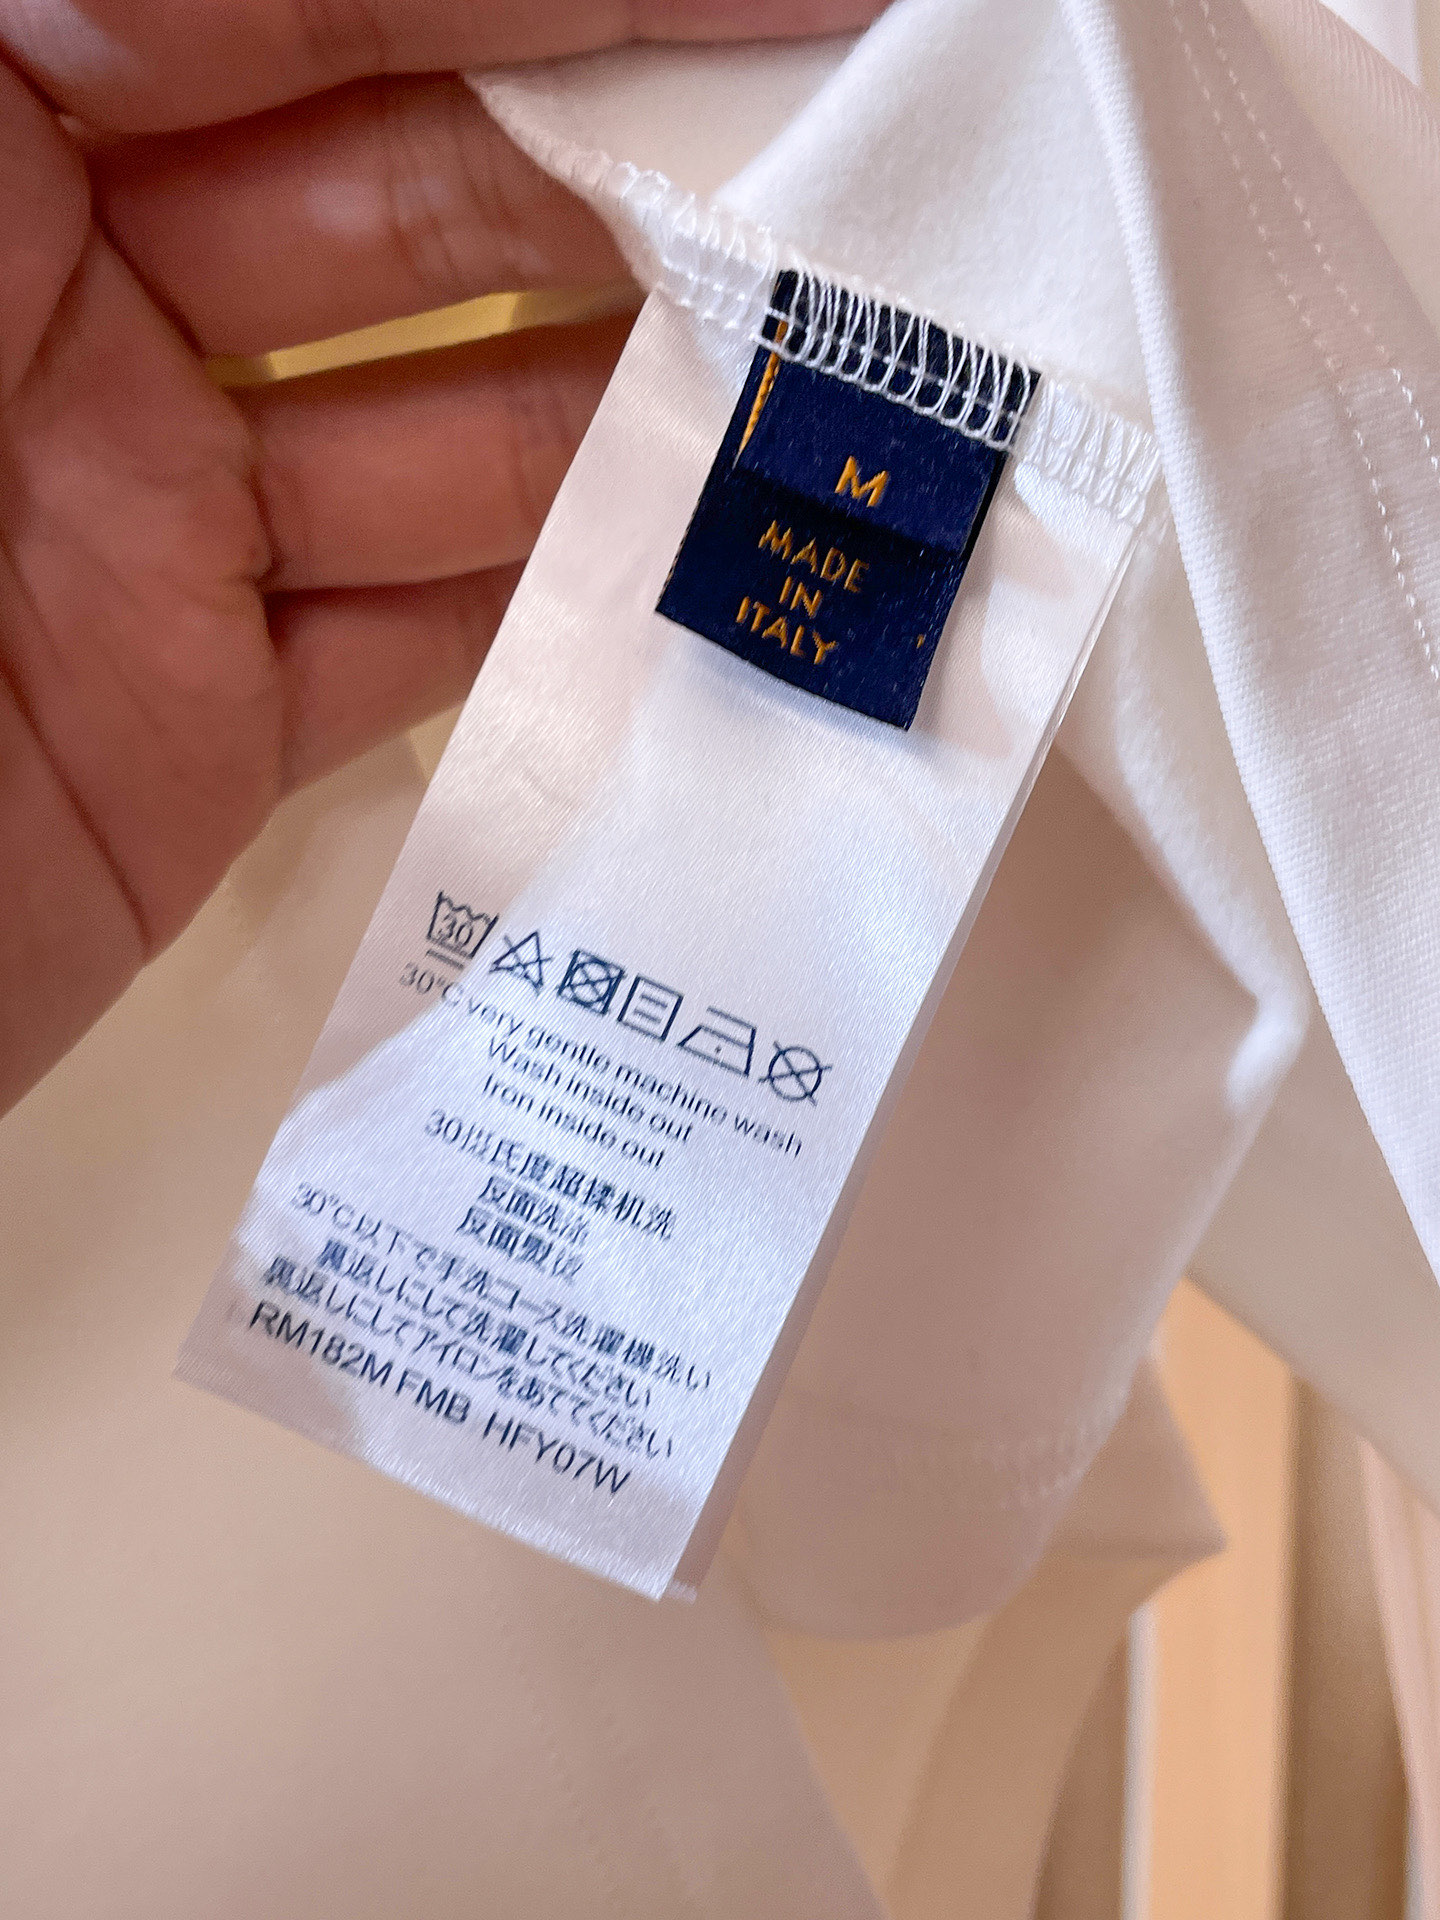 M
MADE
IN
ITALY
30
30°C very gentle machine wash
Wash inside out
Iron inside out
30摄氏度超柔机洗
反面洗涤
反面熨烫
30°C以下で手洗コース洗濯機洗い
裏返しにして洗濯してください
裏返しにしてアイロンをあててください
RM182M FMB HFY07W